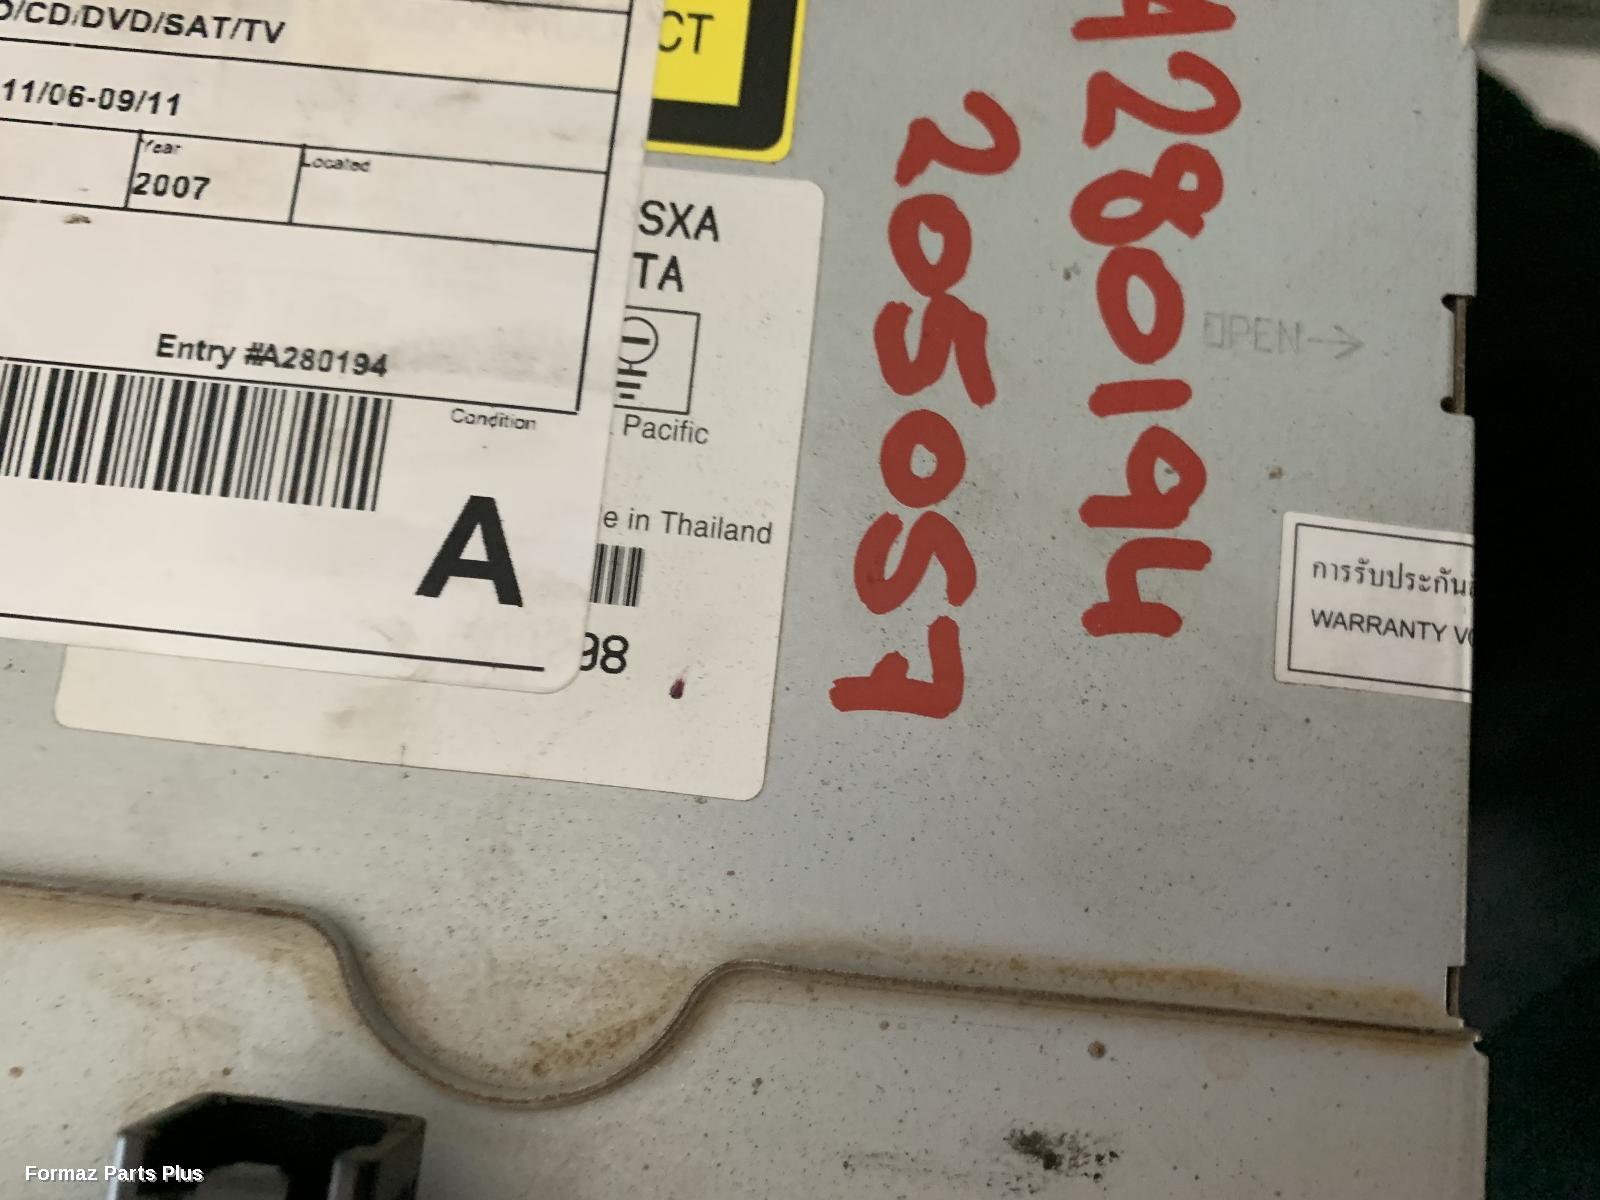 /CD/DVD/SAT/TV
11/06-09/11
Year
2007
Located
Entry #A280194
Condition
A
CT
SXA
TA
Pacific
e in Thailand
98
A280194
205057
OPEN→
การรับประกัน
WARRANTY
Formaz Parts Plus